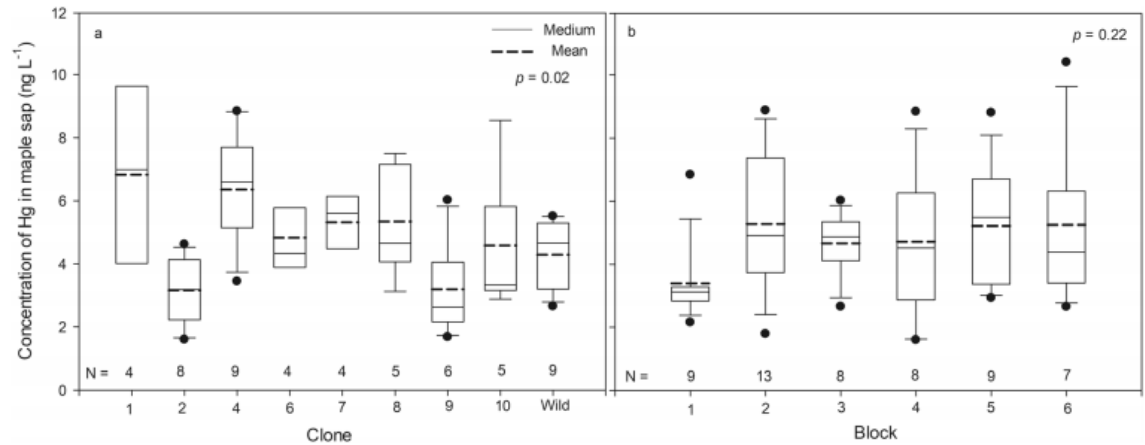 Concentration of Hg in maple sap (ng L⁻¹)
12
10
8
6
4
2
0
a
Medium
Mean
p = 0.02
N = 4 8 9 4 4 5 6 5 9
1 2 4 6 7 8 9 10 Wild
Clone
b
p = 0.22
9 13 8 8 9 7
1 2 3 4 5 6
Block